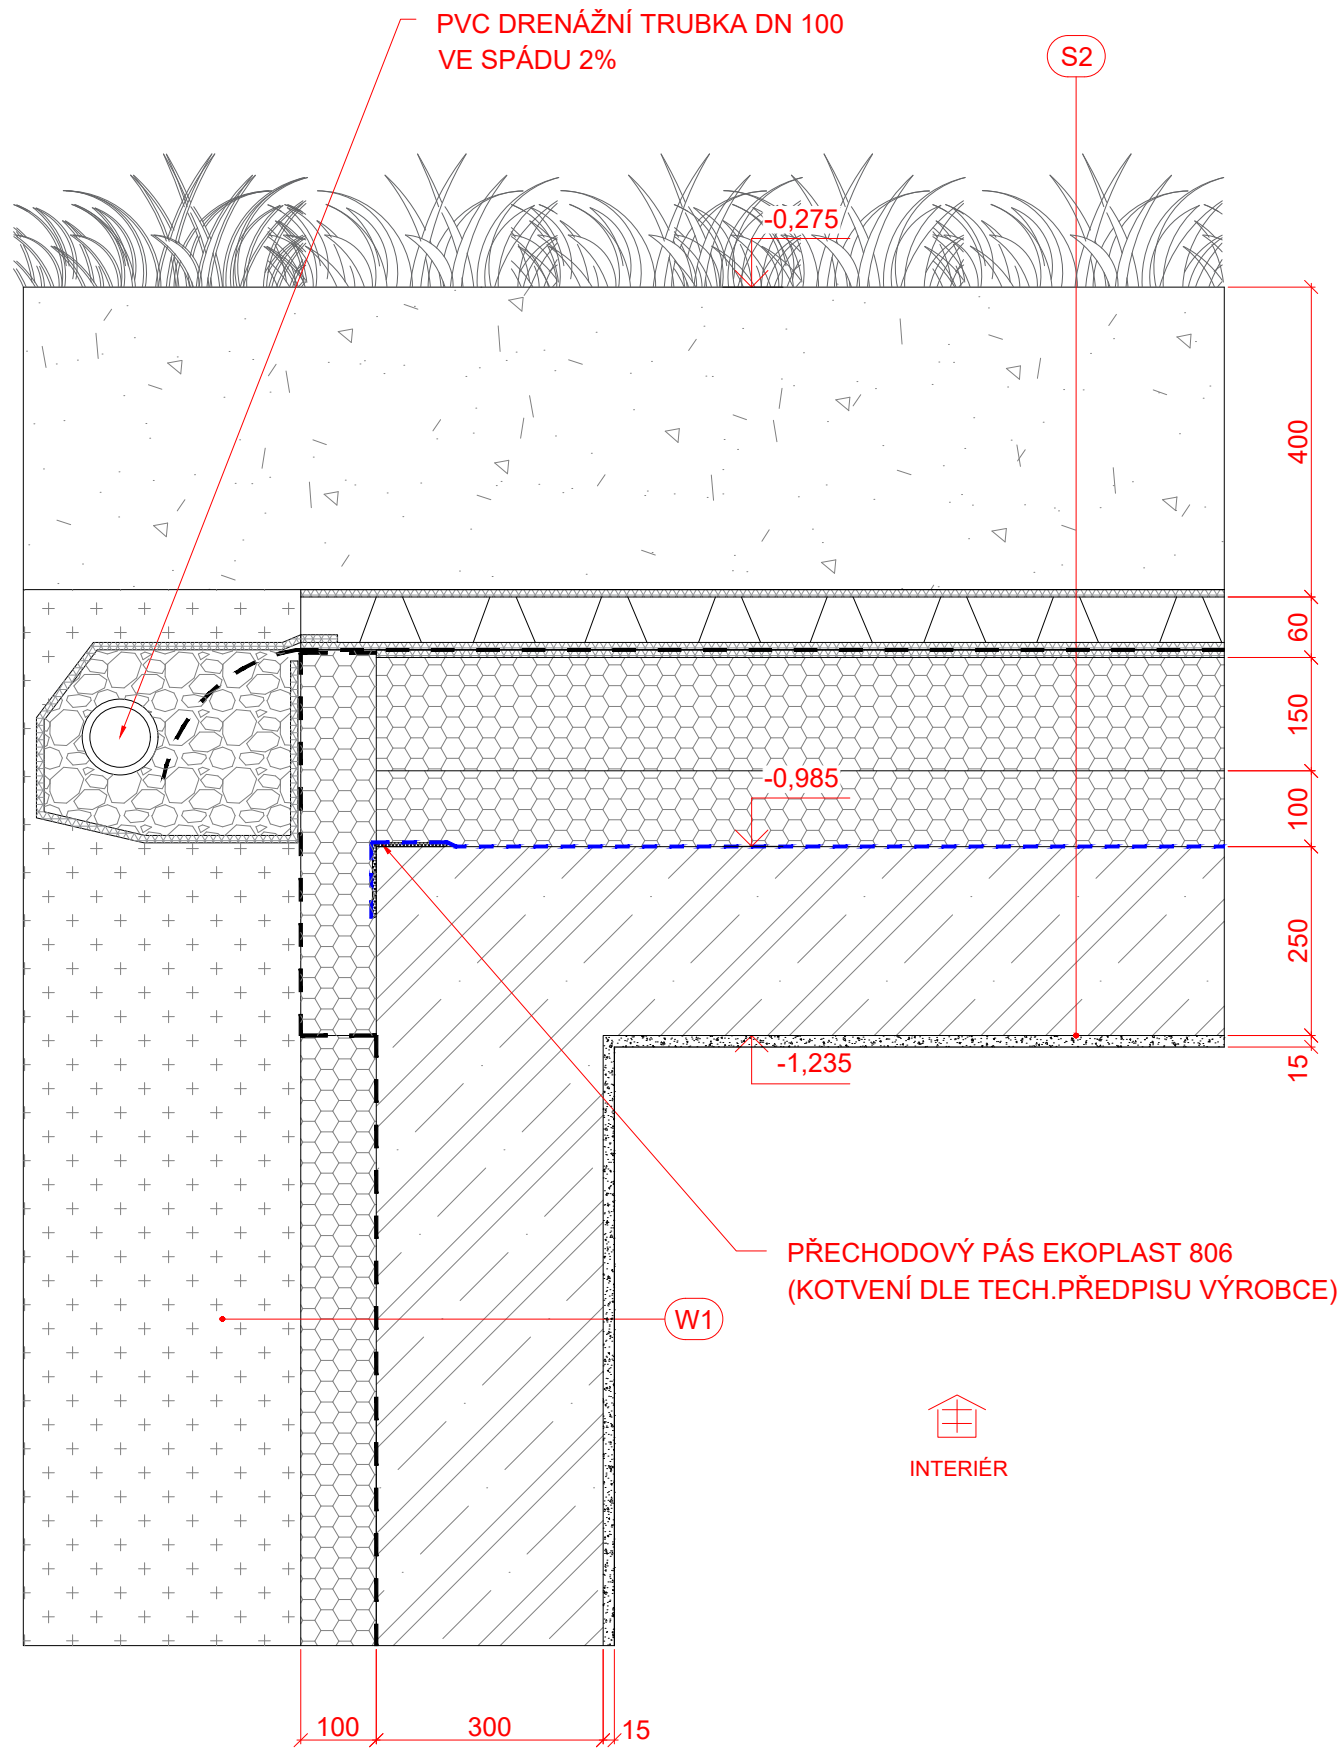 PVC DRENÁŽNÍ TRUBKA DN 100
VE SPÁDU 2%
S2
-0,275
400
60
150
-0,985
100
250
-1,235
15
PŘECHODOVÝ PÁS EKOPLAST 806
(KOTVENÍ DLE TECH.PŘEDPISU VÝROBCE)
W1
INTERIÉR
100
300
15